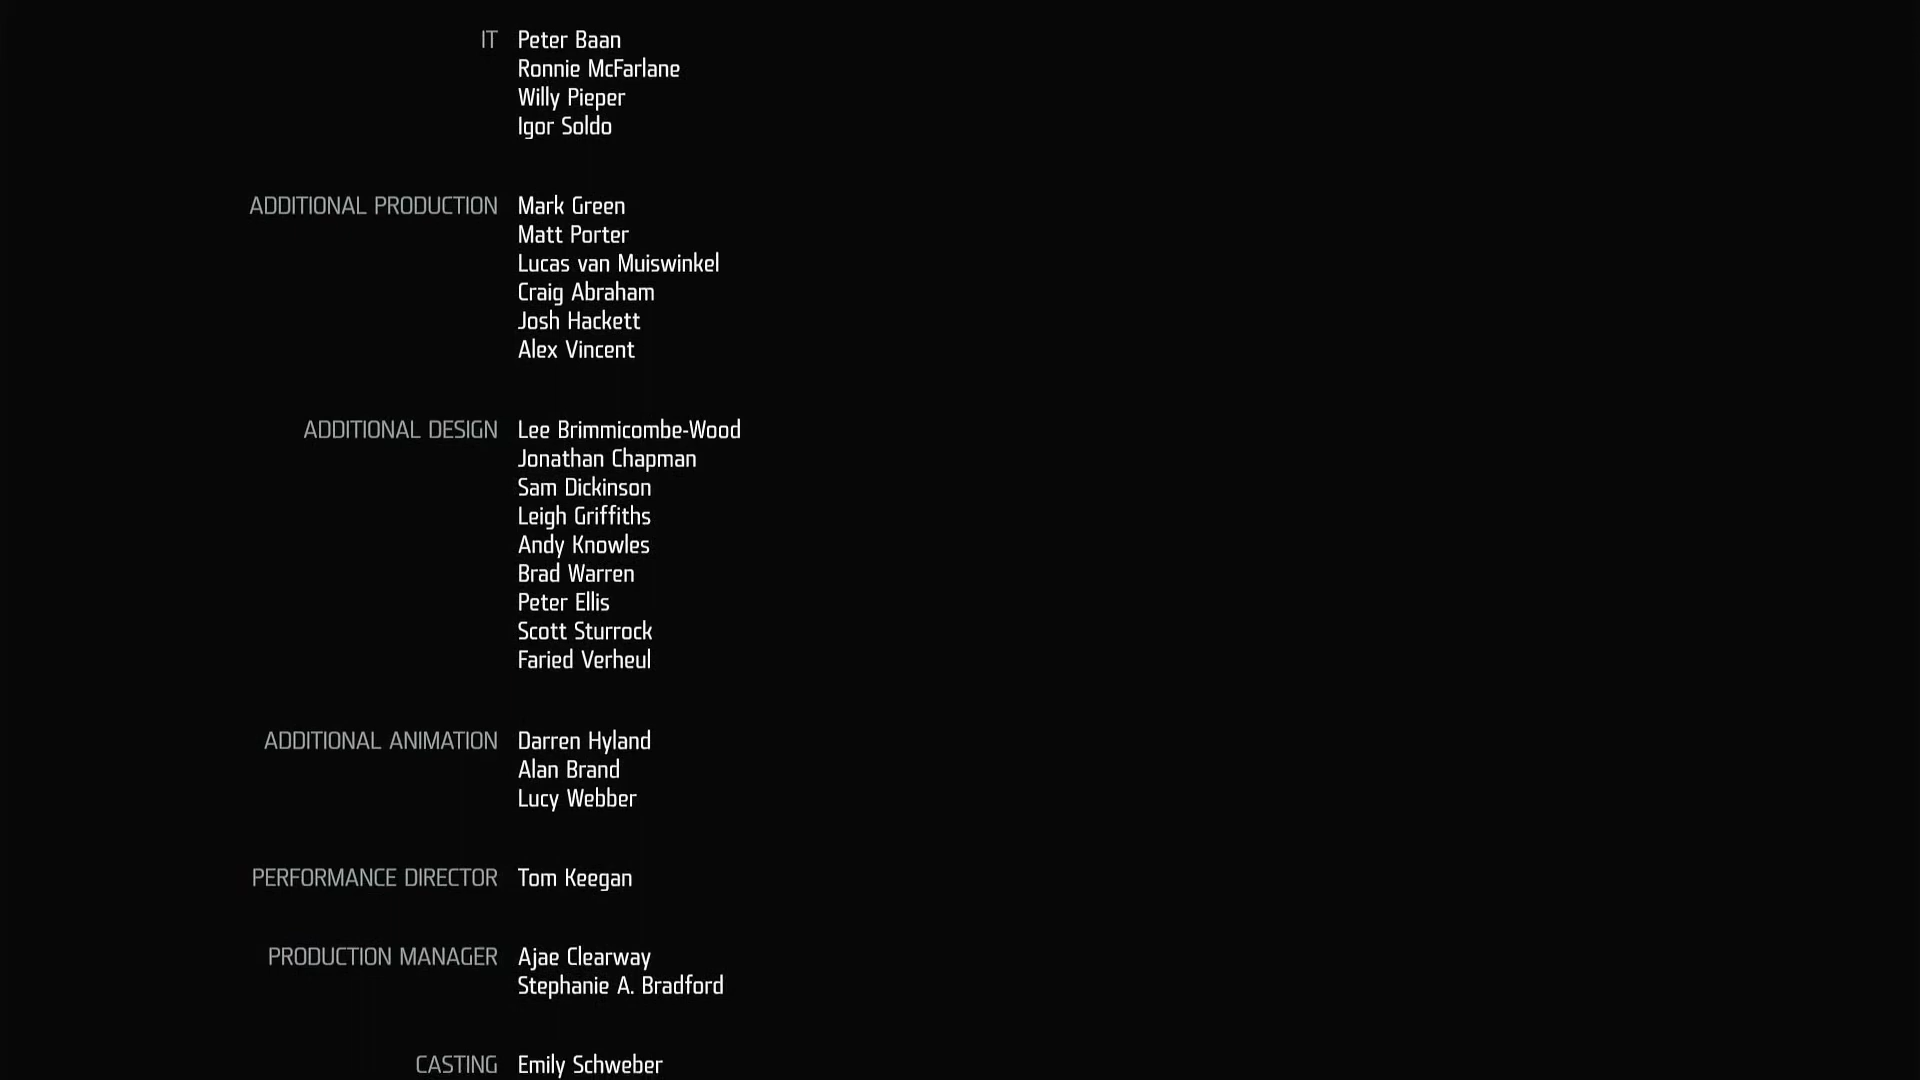 IT Peter Baan
Ronnie McFarlane
Willy Pieper
Igor Soldo
ADDITIONAL PRODUCTION Mark Green
Matt Porter
Lucas van Muiswinkel
Craig Abraham
Josh Hackett
Alex Vincent
ADDITIONAL DESIGN Lee Brimmicombe-Wood
Jonathan Chapman
Sam Dickinson
Leigh Griffiths
Andy Knowles
Brad Warren
Peter Ellis
Scott Sturrock
Faried Verheul
ADDITIONAL ANIMATION Darren Hyland
Alan Brand
Lucy Webber
PERFORMANCE DIRECTOR Tom Keegan
PRODUCTION MANAGER Ajae Clearway
Stephanie A. Bradford
CASTING Emily Schweber